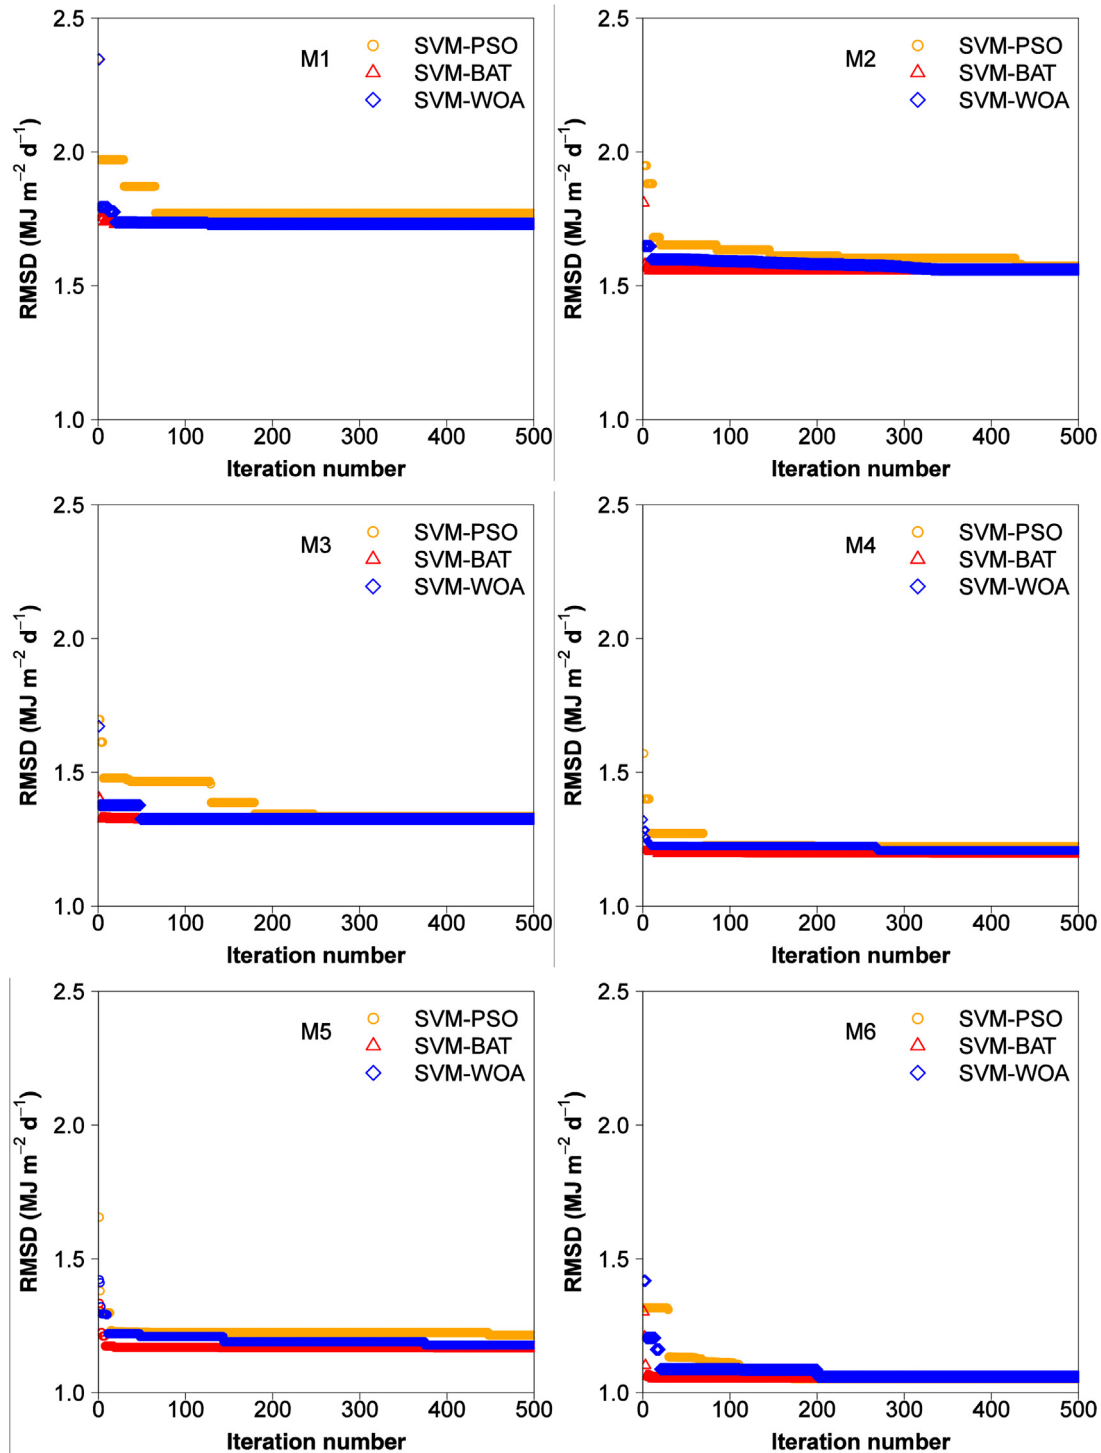 M1
SVM-PSO
SVM-BAT
SVM-WOA
2.5
2.0
1.5
1.0
RMSD (MJ m⁻² d⁻¹)
0 100 200 300 400 500
Iteration number
M2
SVM-PSO
SVM-BAT
SVM-WOA
2.5
2.0
1.5
1.0
RMSD (MJ m⁻² d⁻¹)
0 100 200 300 400 500
Iteration number
M3
SVM-PSO
SVM-BAT
SVM-WOA
2.5
2.0
1.5
1.0
RMSD (MJ m⁻² d⁻¹)
0 100 200 300 400 500
Iteration number
M4
SVM-PSO
SVM-BAT
SVM-WOA
2.5
2.0
1.5
1.0
RMSD (MJ m⁻² d⁻¹)
0 100 200 300 400 500
Iteration number
M5
SVM-PSO
SVM-BAT
SVM-WOA
2.5
2.0
1.5
1.0
RMSD (MJ m⁻² d⁻¹)
0 100 200 300 400 500
Iteration number
M6
SVM-PSO
SVM-BAT
SVM-WOA
2.5
2.0
1.5
1.0
RMSD (MJ m⁻² d⁻¹)
0 100 200 300 400 500
Iteration number